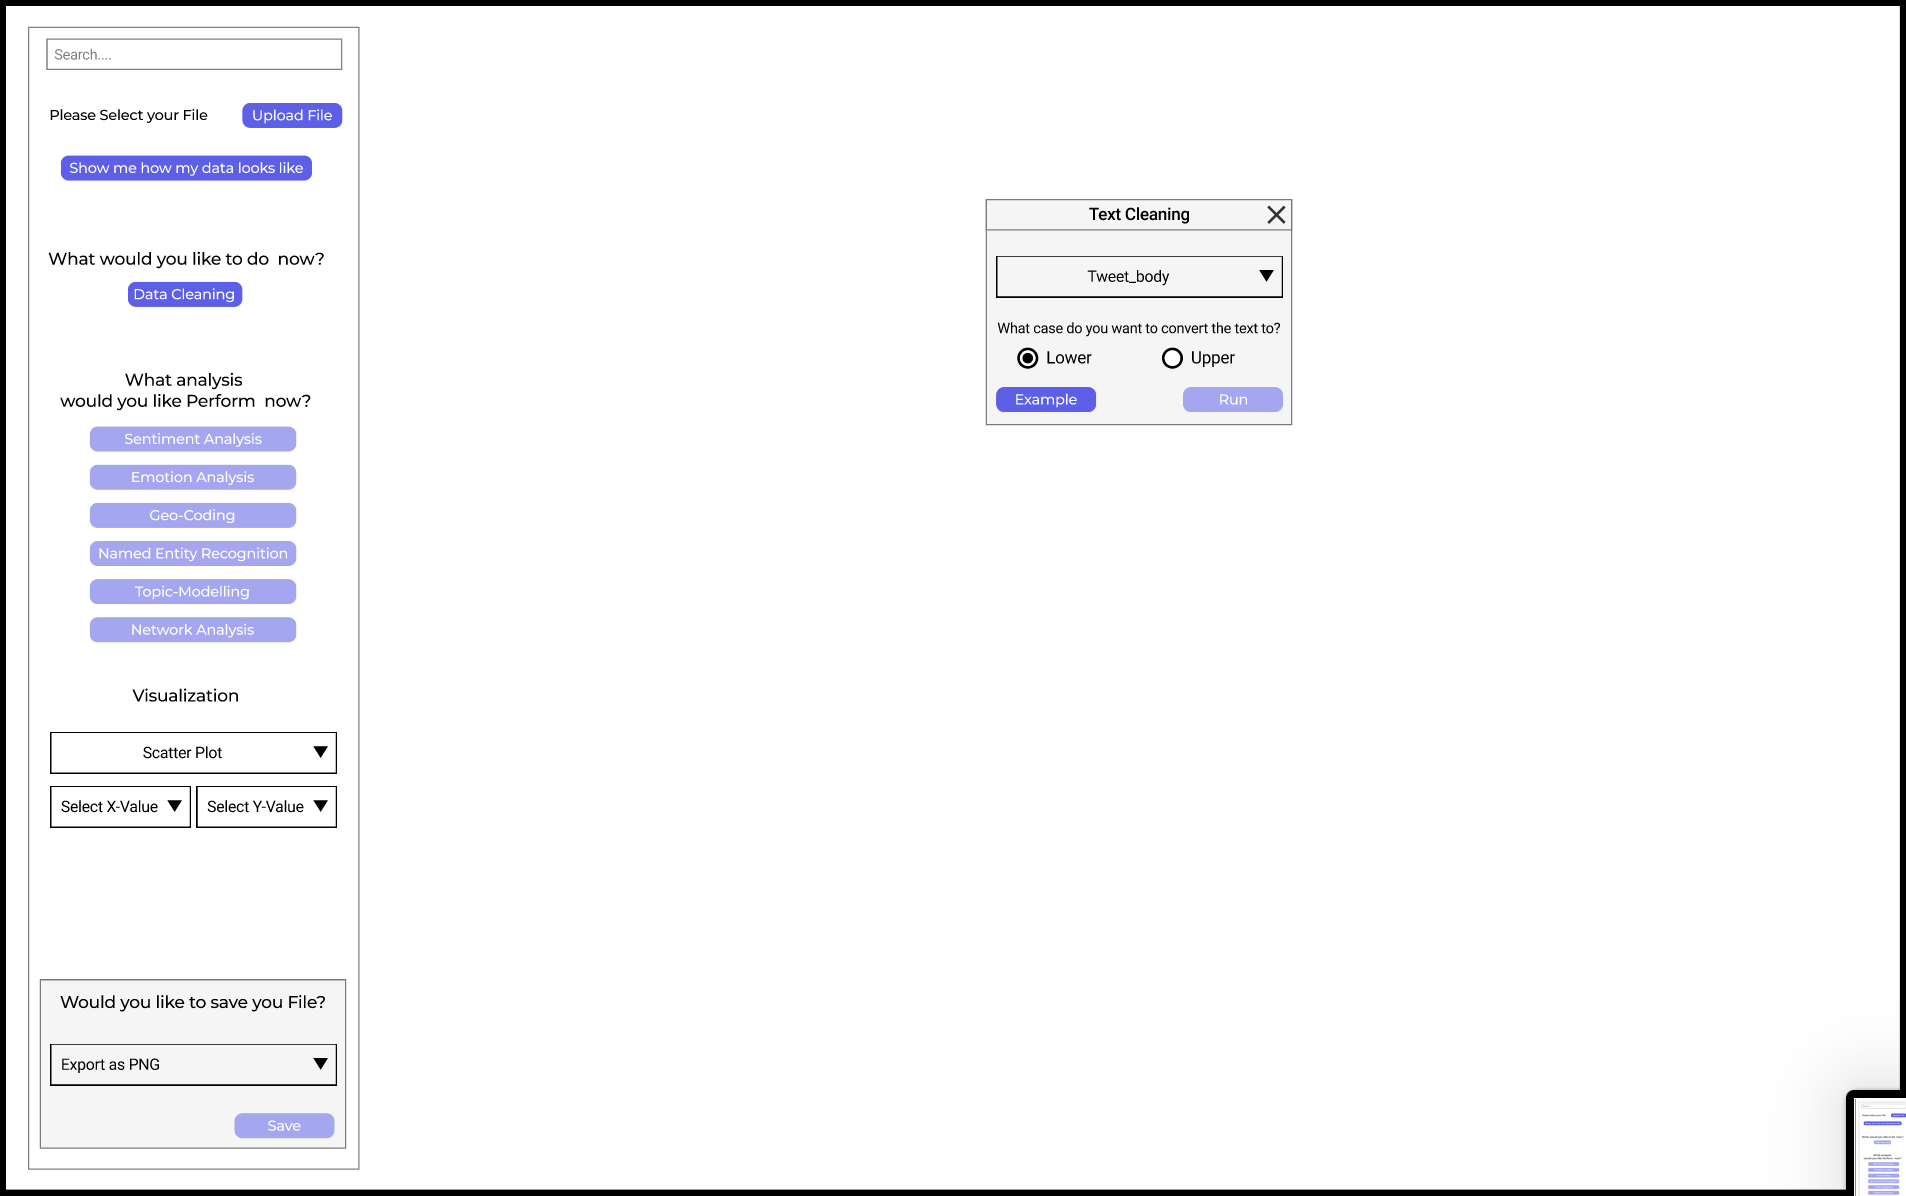 Search....
Please Select your File
Upload File
Show me how my data looks like
What would you like to do  now?
Data Cleaning
What analysis
would you like Perform  now?
Sentiment Analysis
Emotion Analysis
Geo-Coding
Named Entity Recognition
Topic-Modelling
Network Analysis
Visualization
Scatter Plot
Select X-Value
Select Y-Value
Would you like to save you File?
Export as PNG
Save
Text Cleaning
Tweet_body
What case do you want to convert the text to?
Lower
Upper
Example
Run